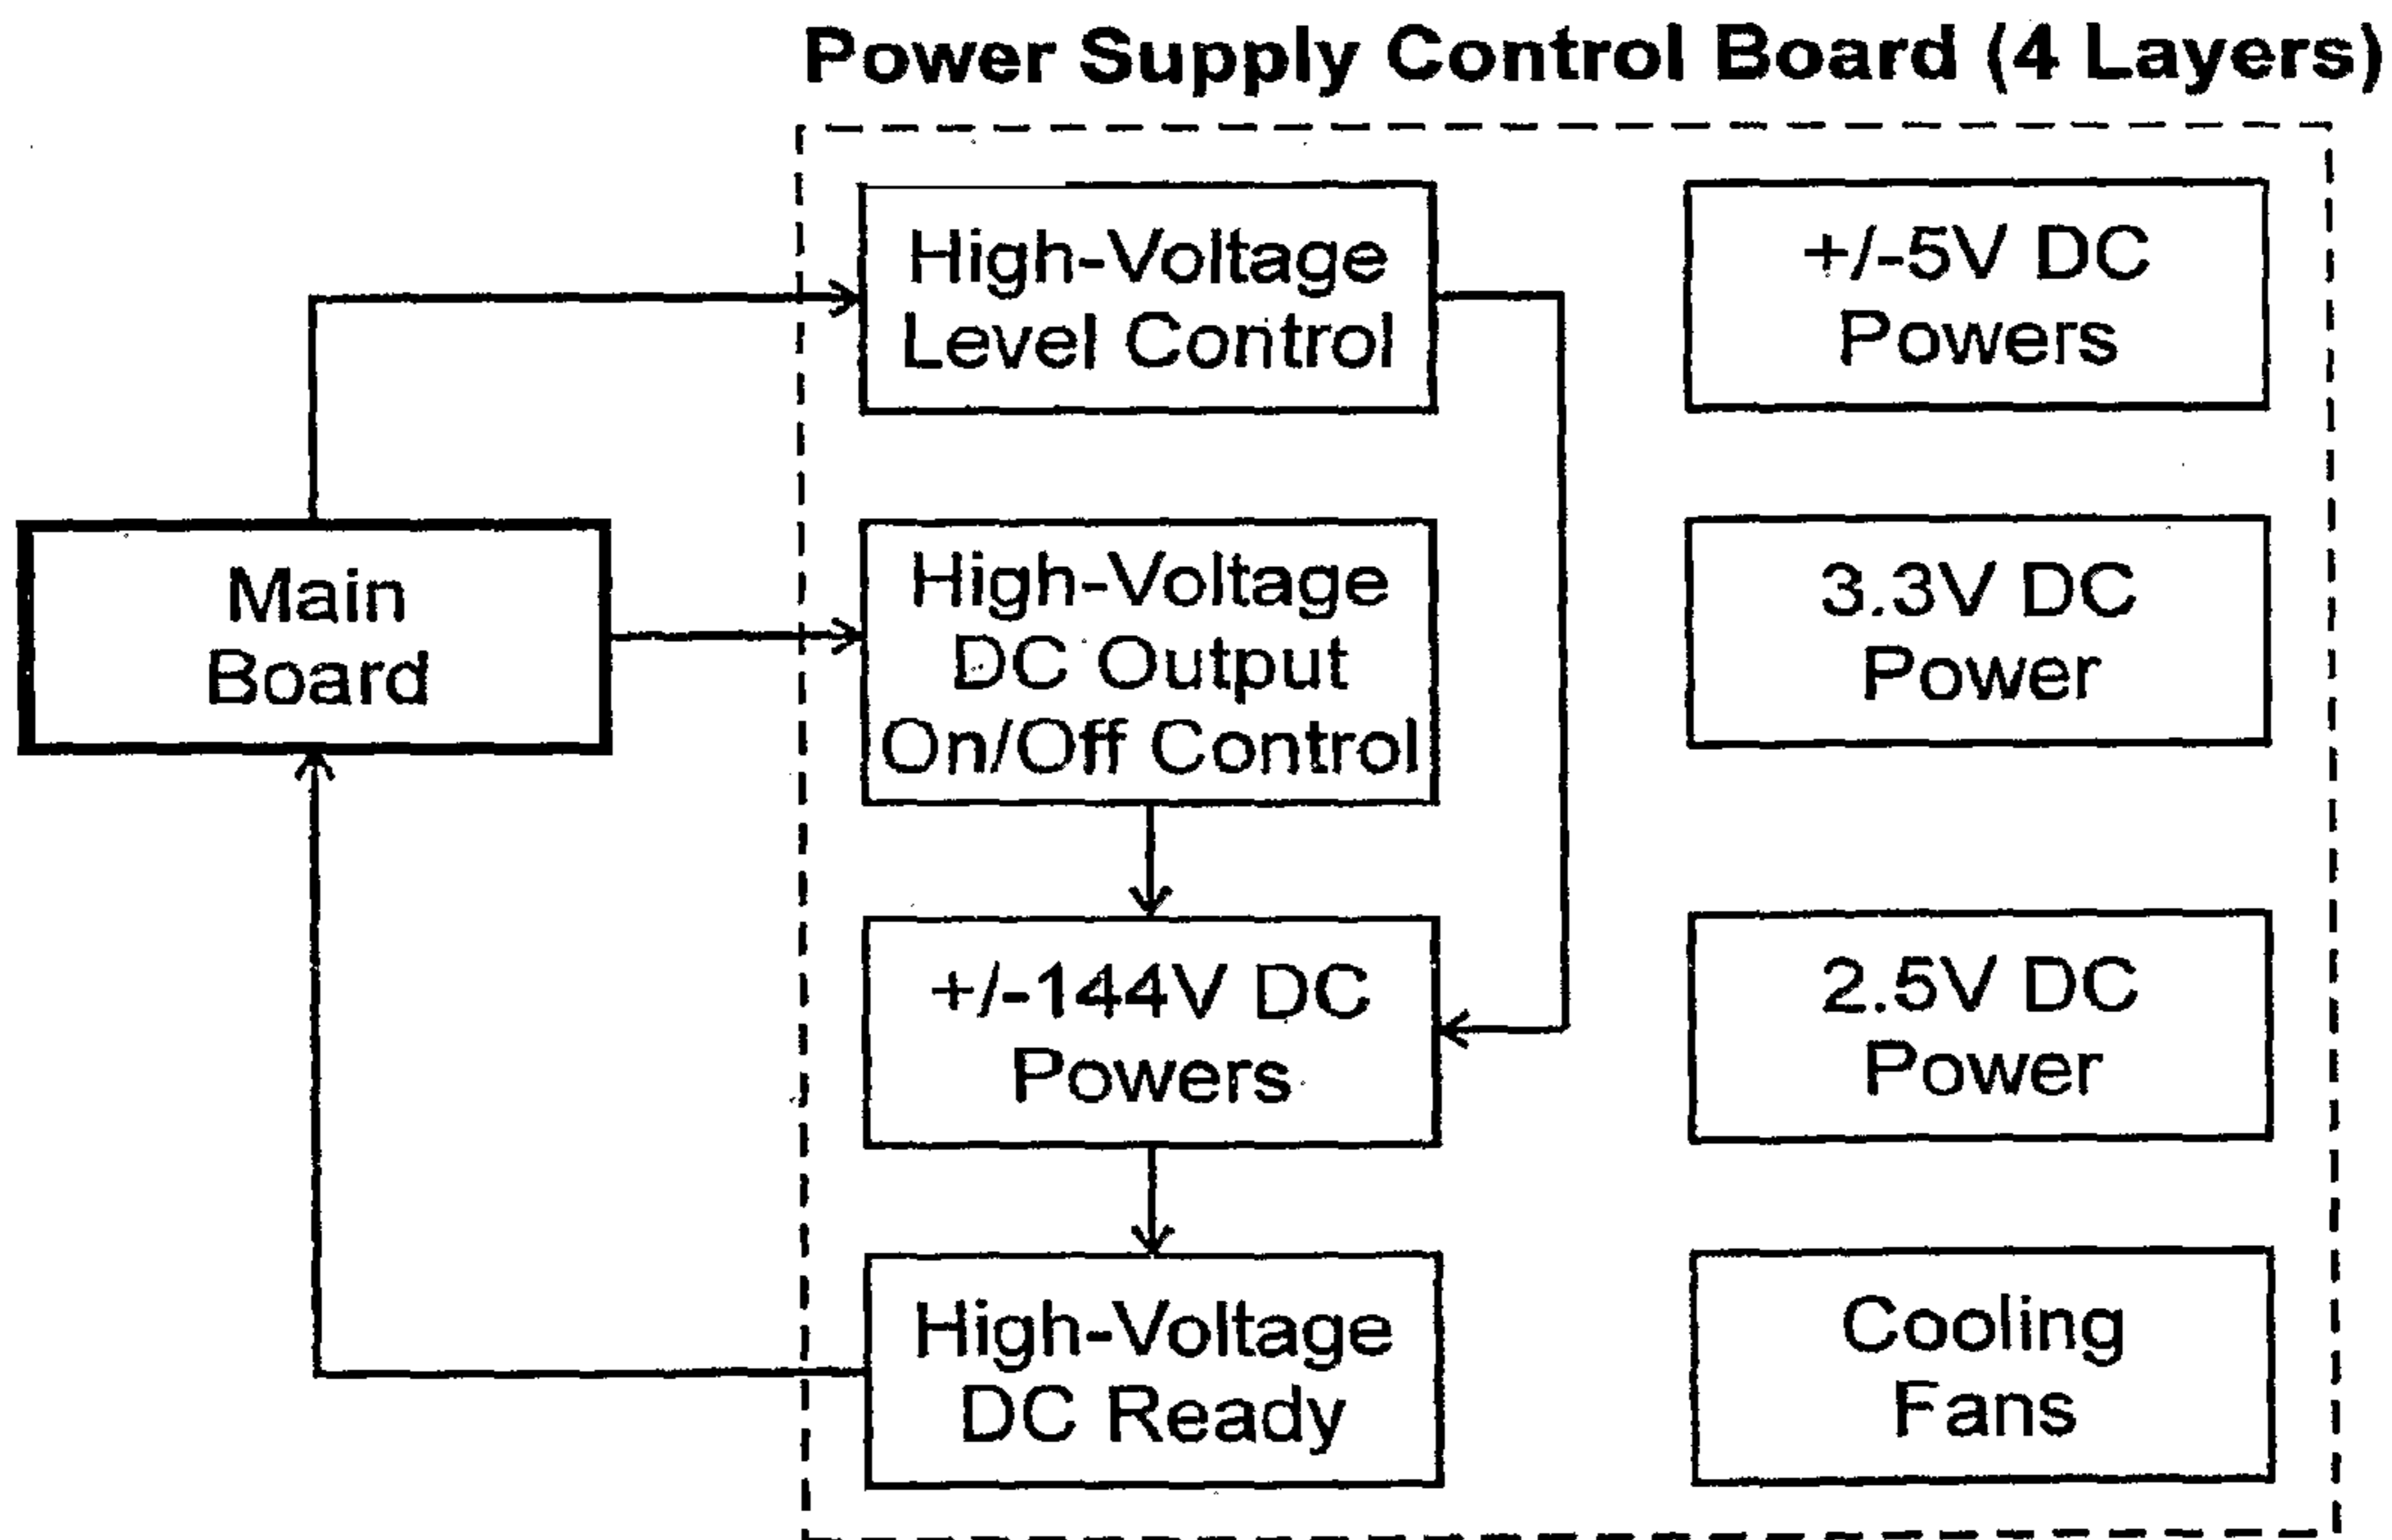 Power Supply Control Board (4 Layers)
High-Voltage
Level Control
+/-5V DC
Powers
Main
Board
High-Voltage
DC Output
On/Off Control
3.3V DC
Power
+/-144V DC
Powers
2.5V DC
Power
High-Voltage
DC Ready
Cooling
Fans